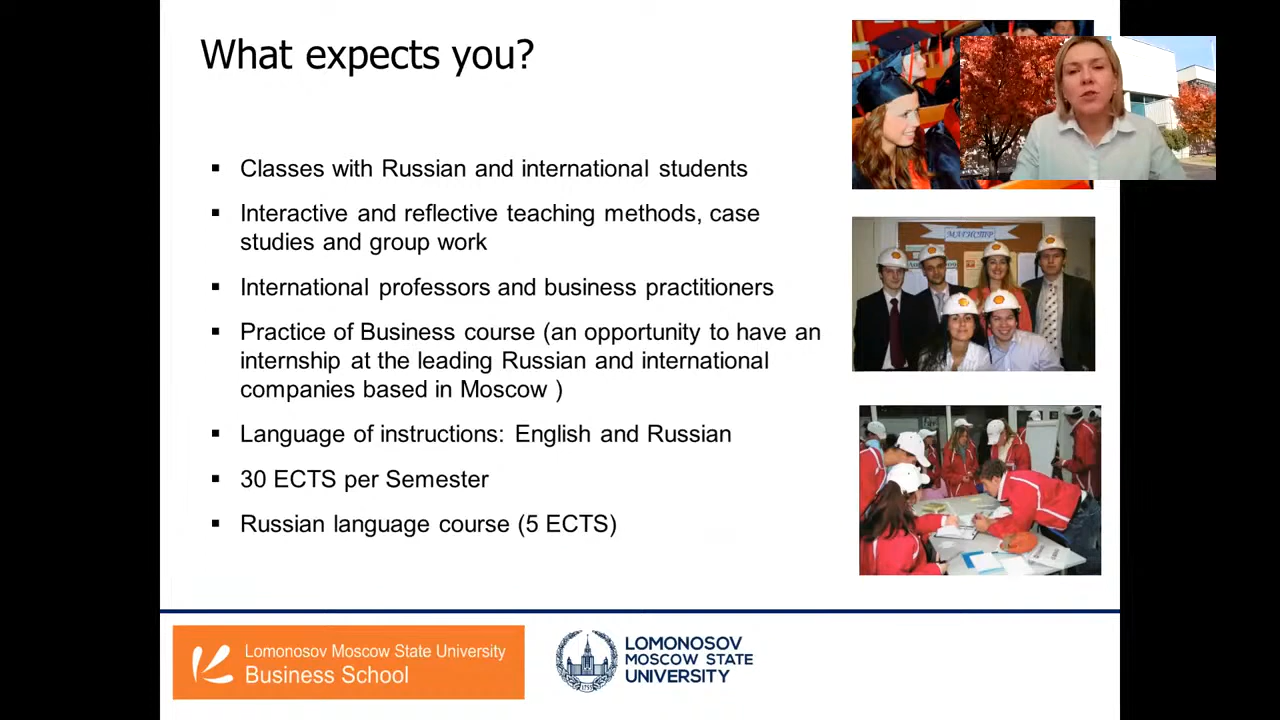 What expects you?
Classes with Russian and international students
Interactive and reflective teaching methods, case
studies and group work
International professors and business practitioners
Practice of Business course (an opportunity to have an
internship at the leading Russian and international
companies based in Moscow )
Language of instructions: English and Russian
30 ECTS per Semester
Russian language course (5 ECTS)
МАГИСТР
Lomonosov Moscow State University
Business School
1755
LOMONOSOV
MOSCOW STATE
UNIVERSITY